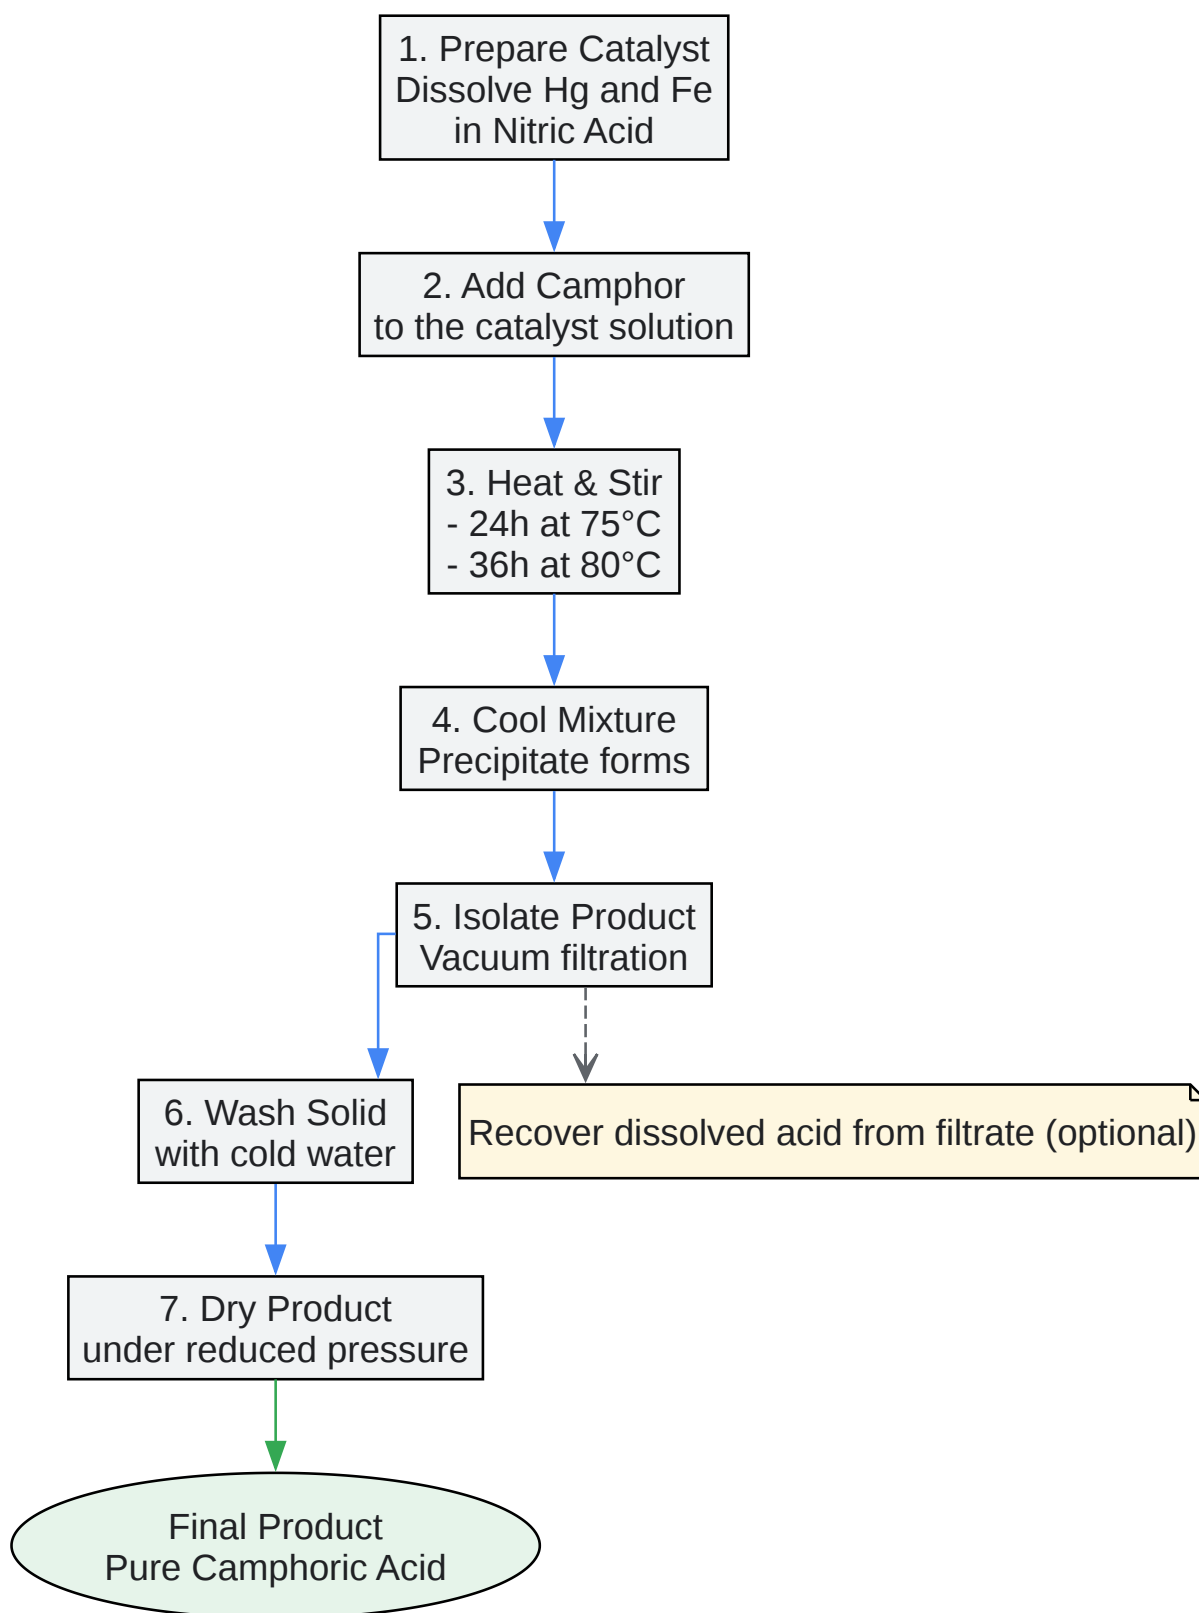 1. Prepare Catalyst
Dissolve Hg and Fe
in Nitric Acid
2. Add Camphor
to the catalyst solution
3. Heat & Stir
- 24h at 75°C
- 36h at 80°C
4. Cool Mixture
Precipitate forms
5. Isolate Product
Vacuum filtration
6. Wash Solid
with cold water
Recover dissolved acid from filtrate (optional)
7. Dry Product
under reduced pressure
Final Product
Pure Camphoric Acid